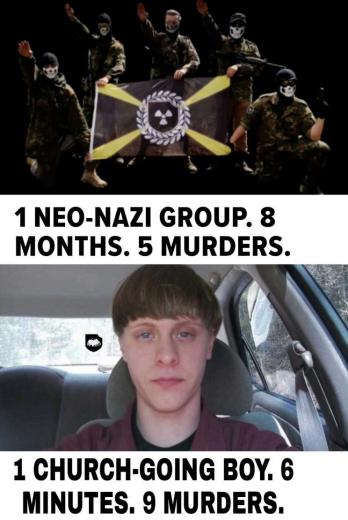 1 NEO-NAZI GROUP. 8
MONTHS. 5 MURDERS.
1 CHURCH-GOING BOY. 6
MINUTES. 9 MURDERS.